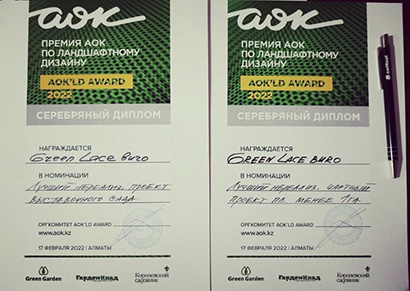 аок
ПРЕМИЯ АОК
ПО ЛАНДШАФТНОМУ
ДИЗАЙНУ
AOK'LD AWARD
2022
СЕРЕБРЯНЫЙ ДИПЛОМ
НАГРАЖДАЕТСЯ
Green Lace Buro
В НОМИНАЦИИ
Лучший нереализ. проект
выставочного сада
ОРГКОМИТЕТ AOK'LD AWARD
www.aok.kz
17 ФЕВРАЛЯ 2022 | АЛМАТЫ
Green Garden
ГарденКлад
Королевский
садовник
аок
ПРЕМИЯ АОК
ПО ЛАНДШАФТНОМУ
ДИЗАЙНУ
AOK'LD AWARD
2022
СЕРЕБРЯНЫЙ ДИПЛОМ
НАГРАЖДАЕТСЯ
GREEN LACE BURO
В НОМИНАЦИИ
Лучший нереализ. частный
проект пл. менее 1га
ОРГКОМИТЕТ AOK'LD AWARD
www.aok.kz
17 ФЕВРАЛЯ 2022 | АЛМАТЫ
Green Garden
ГарденКлад
Королевский
садовник